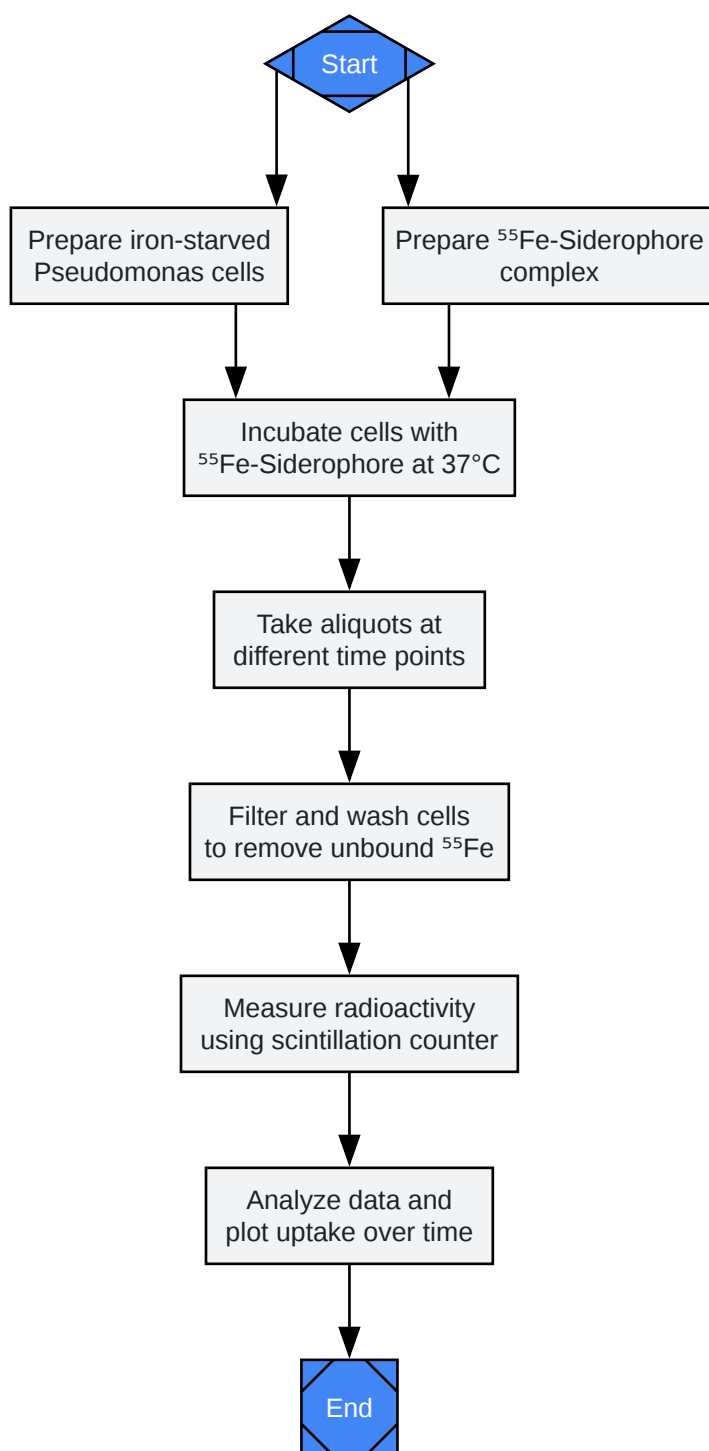 Start
Prepare iron-starved
Pseudomonas cells
Prepare ⁵⁵Fe-Siderophore
complex
Incubate cells with
⁵⁵Fe-Siderophore at 37°C
Take aliquots at
different time points
Filter and wash cells
to remove unbound ⁵⁵Fe
Measure radioactivity
using scintillation counter
Analyze data and
plot uptake over time
End